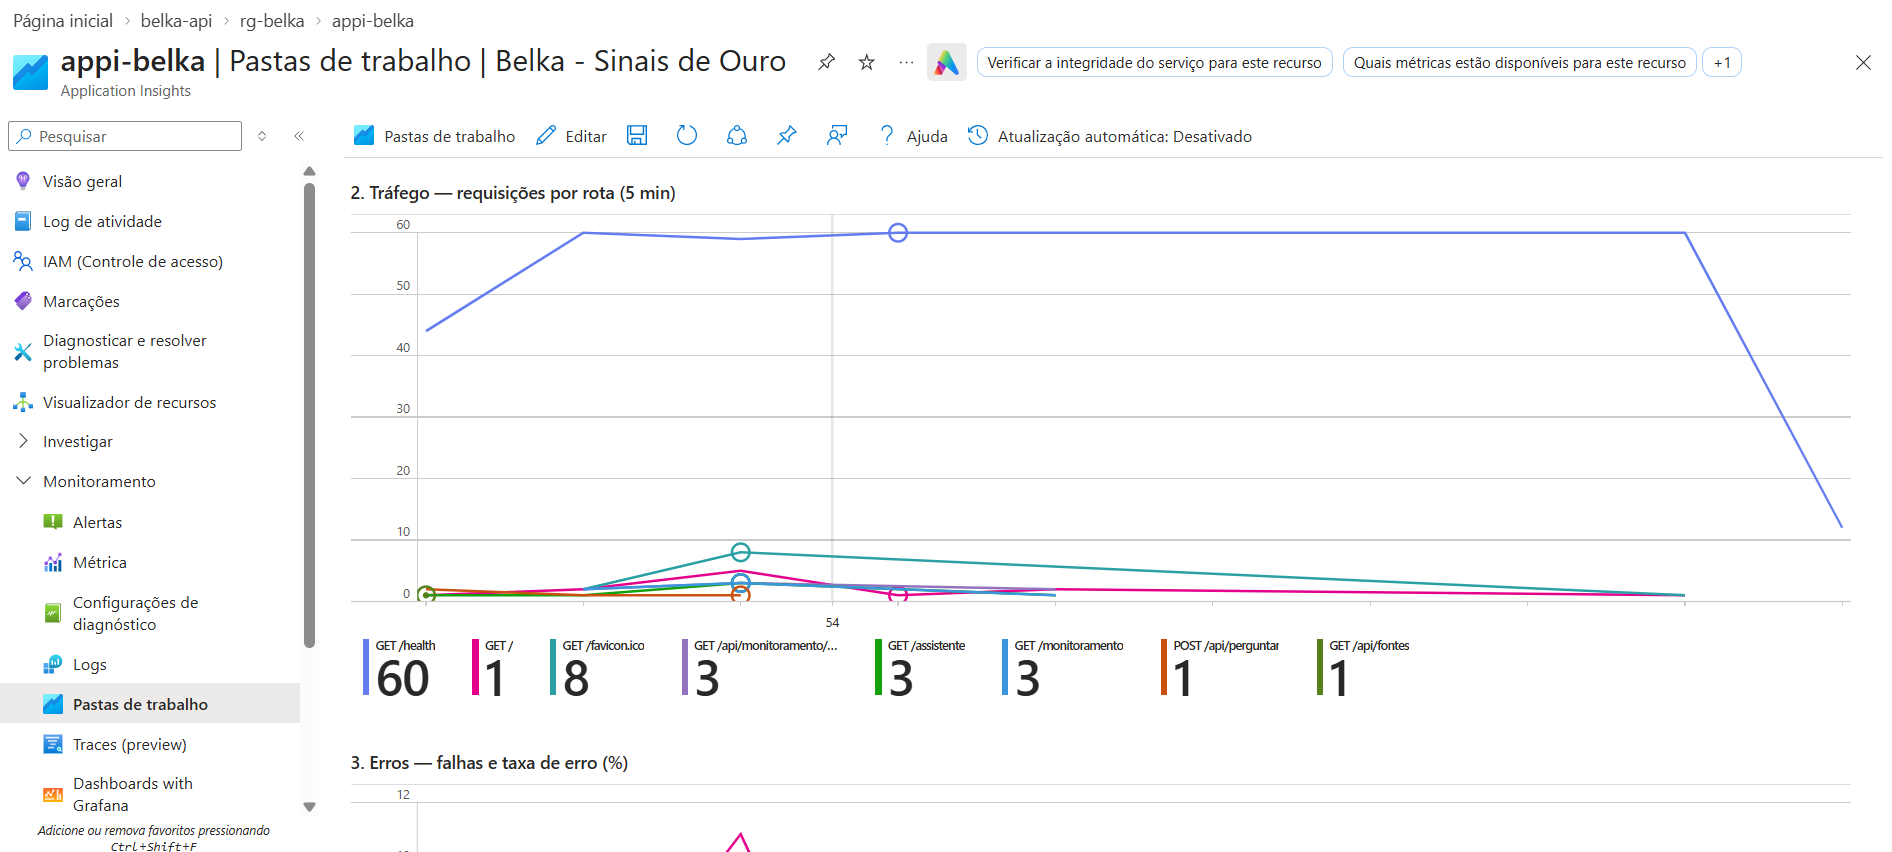 Página inicial > belka-api > rg-belka > appi-belka
appi-belka | Pastas de trabalho | Belka - Sinais de Ouro
Application Insights
Verificar a integridade do serviço para este recurso
Quais métricas estão disponíveis para este recurso
+1
Pesquisar
Pastas de trabalho
Editar
Ajuda
Atualização automática: Desativado
Visão geral
Log de atividade
IAM (Controle de acesso)
Marcações
Diagnosticar e resolver
problemas
Visualizador de recursos
Investigar
Monitoramento
Alertas
Métrica
Configurações de
diagnóstico
Logs
Pastas de trabalho
Traces (preview)
Dashboards with
Grafana
Adicione ou remova favoritos pressionando
Ctrl+Shift+F
2. Tráfego — requisições por rota (5 min)
60
50
40
30
20
10
0
54
GET /health
60
GET /
1
GET /favicon.ico
8
GET /api/monitoramento/...
3
GET /assistente
3
GET /monitoramento
3
POST /api/perguntar
1
GET /api/fontes
1
3. Erros — falhas e taxa de erro (%)
12